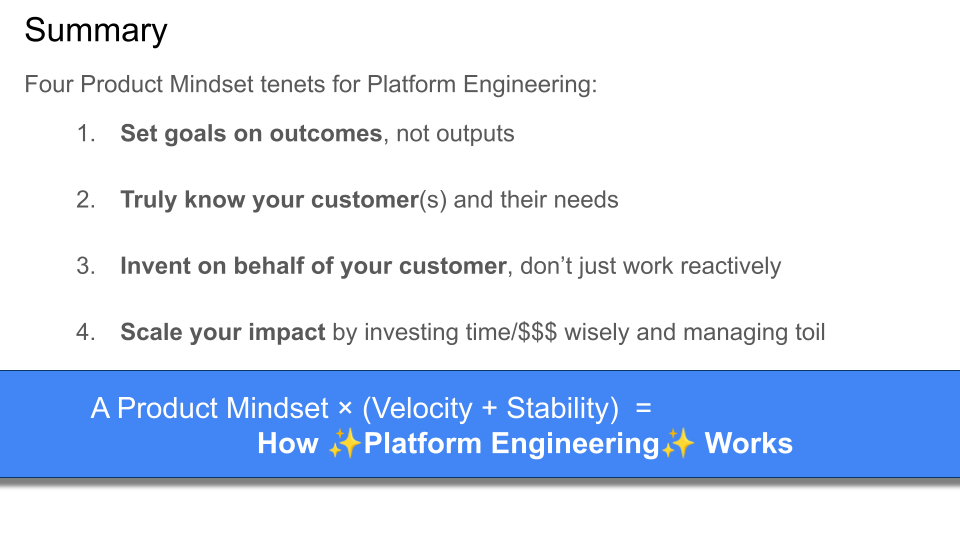 Summary
Four Product Mindset tenets for Platform Engineering:
1. Set goals on outcomes, not outputs
2. Truly know your customer(s) and their needs
3. Invent on behalf of your customer, don’t just work reactively
4. Scale your impact by investing time/$$$ wisely and managing toil
A Product Mindset × (Velocity + Stability) =
How ✨Platform Engineering✨ Works